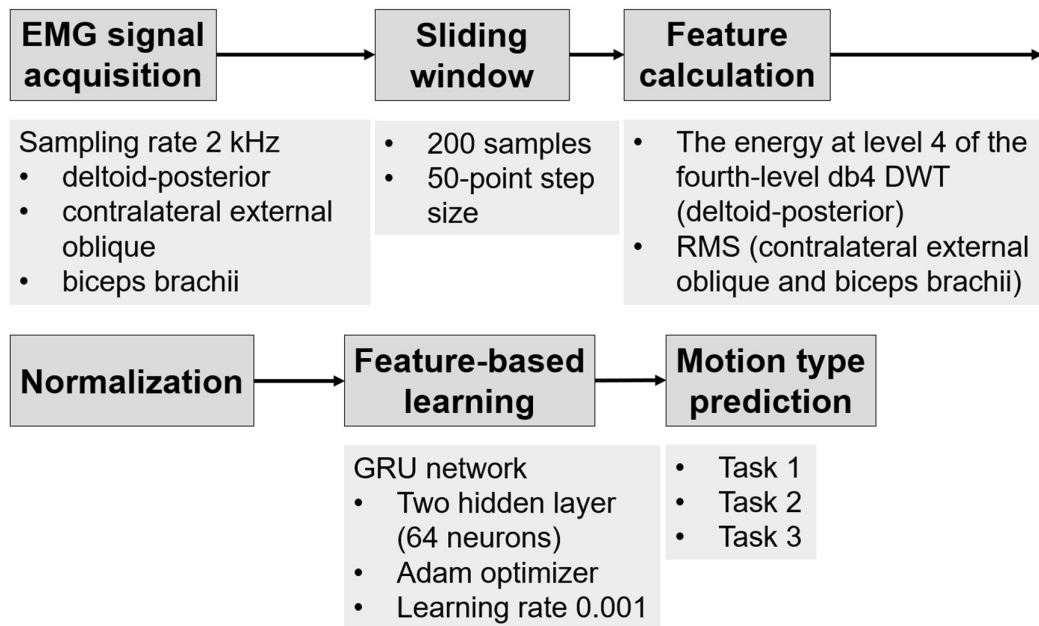 EMG signal
acquisition
Sliding
window
Feature
calculation
Sampling rate 2 kHz
• deltoid-posterior
• contralateral external
oblique
• biceps brachii
• 200 samples
• 50-point step
size
• The energy at level 4 of the
fourth-level db4 DWT
(deltoid-posterior)
• RMS (contralateral external
oblique and biceps brachii)
Normalization
Feature-based
learning
Motion type
prediction
GRU network
• Two hidden layer
(64 neurons)
• Adam optimizer
• Learning rate 0.001
• Task 1
• Task 2
• Task 3